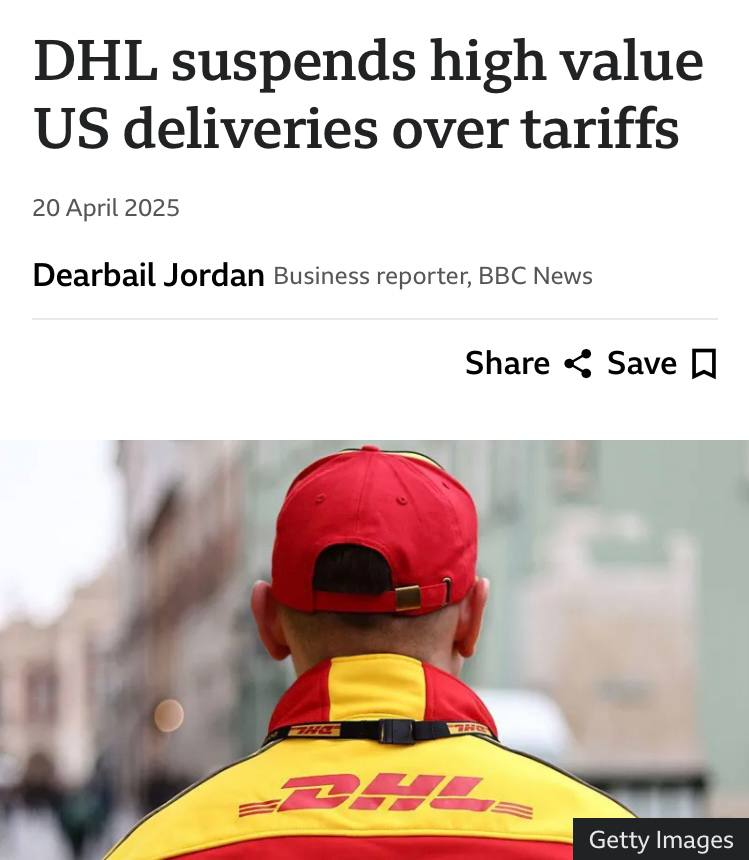 DHL suspends high value
US deliveries over tariffs
20 April 2025
Dearbail Jordan Business reporter, BBC News
Share Save
DHL DHL
DHL
Getty Images